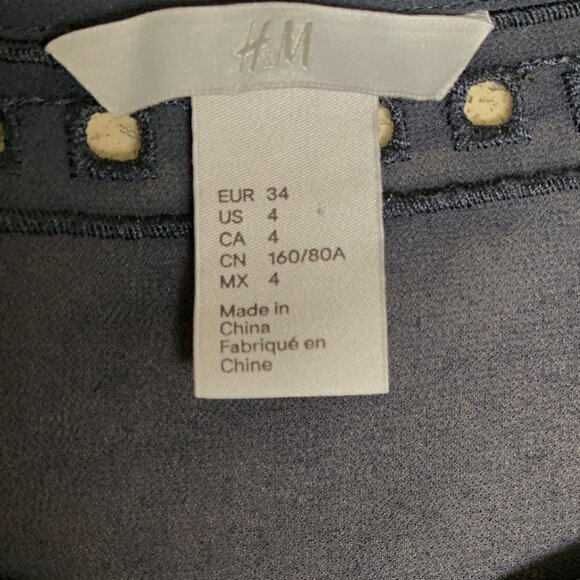 H&M
EUR 34
US 4
CA 4
CN 160/80A
MX 4
Made in
China
Fabriqué en
Chine